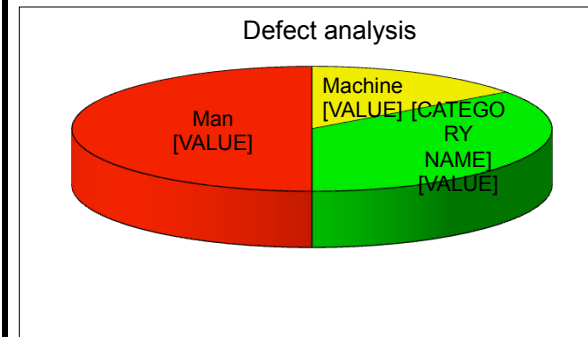 Defect analysis
Man
[VALUE]
Machine
[VALUE]
[CATEGO
RY
NAME]
[VALUE]